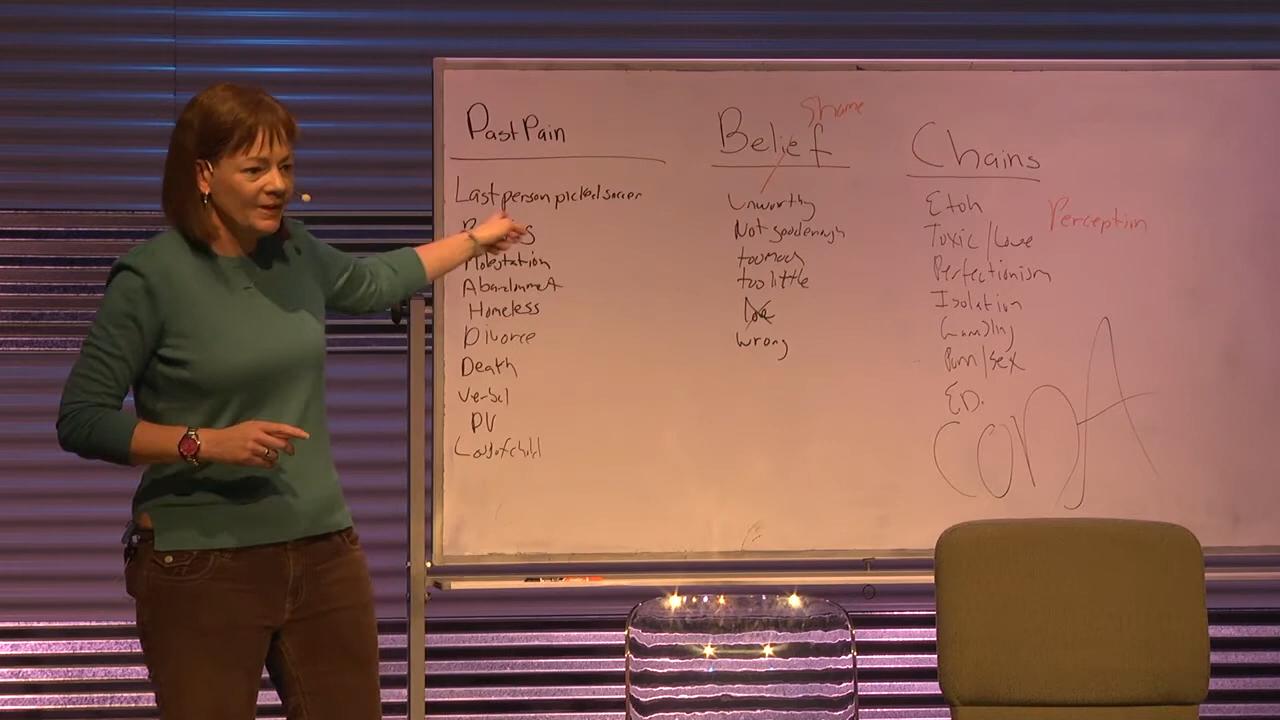 Past Pain
Last person picked soccer
Molestation
Abandonment
Homeless
Divorce
Death
Verbal
DV
Loss of child
Shame
Belief
Unworthy
Not good enough
too much
too little
wrong
Chains
Etoh
Toxic/Love
Perfectionism
Isolation
Porn/Sex
E.D.
Perception
CODA